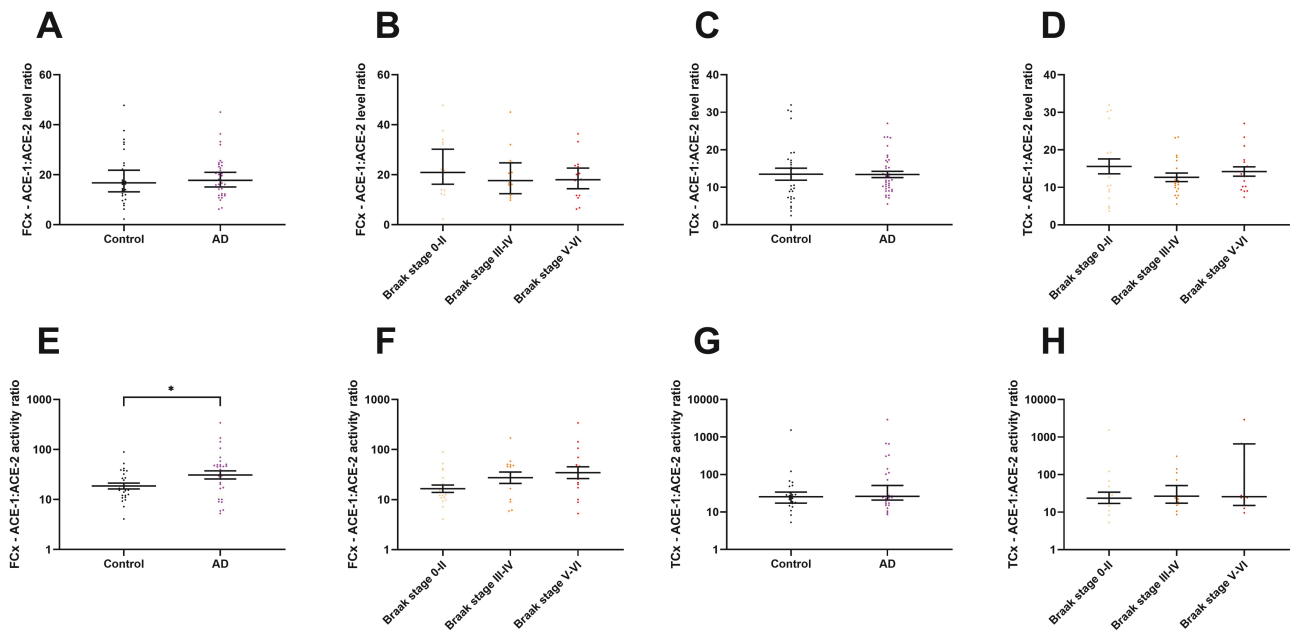 A
FCx - ACE-1:ACE-2 level ratio
60
40
20
0
Control
AD
B
FCx - ACE-1:ACE-2 level ratio
60
40
20
0
Braak stage 0-II
Braak stage III-IV
Braak stage V-VI
C
TCx - ACE-1:ACE-2 level ratio
40
30
20
10
0
Control
AD
D
TCx - ACE-1:ACE-2 level ratio
40
30
20
10
0
Braak stage 0-II
Braak stage III-IV
Braak stage V-VI
E
FCx - ACE-1:ACE-2 activity ratio
1000
100
10
1
*
Control
AD
F
FCx - ACE-1:ACE-2 activity ratio
1000
100
10
1
Braak stage 0-II
Braak stage III-IV
Braak stage V-VI
G
TCx - ACE-1:ACE-2 activity ratio
10000
1000
100
10
1
Control
AD
H
TCx - ACE-1:ACE-2 activity ratio
10000
1000
100
10
1
Braak stage 0-II
Braak stage III-IV
Braak stage V-VI